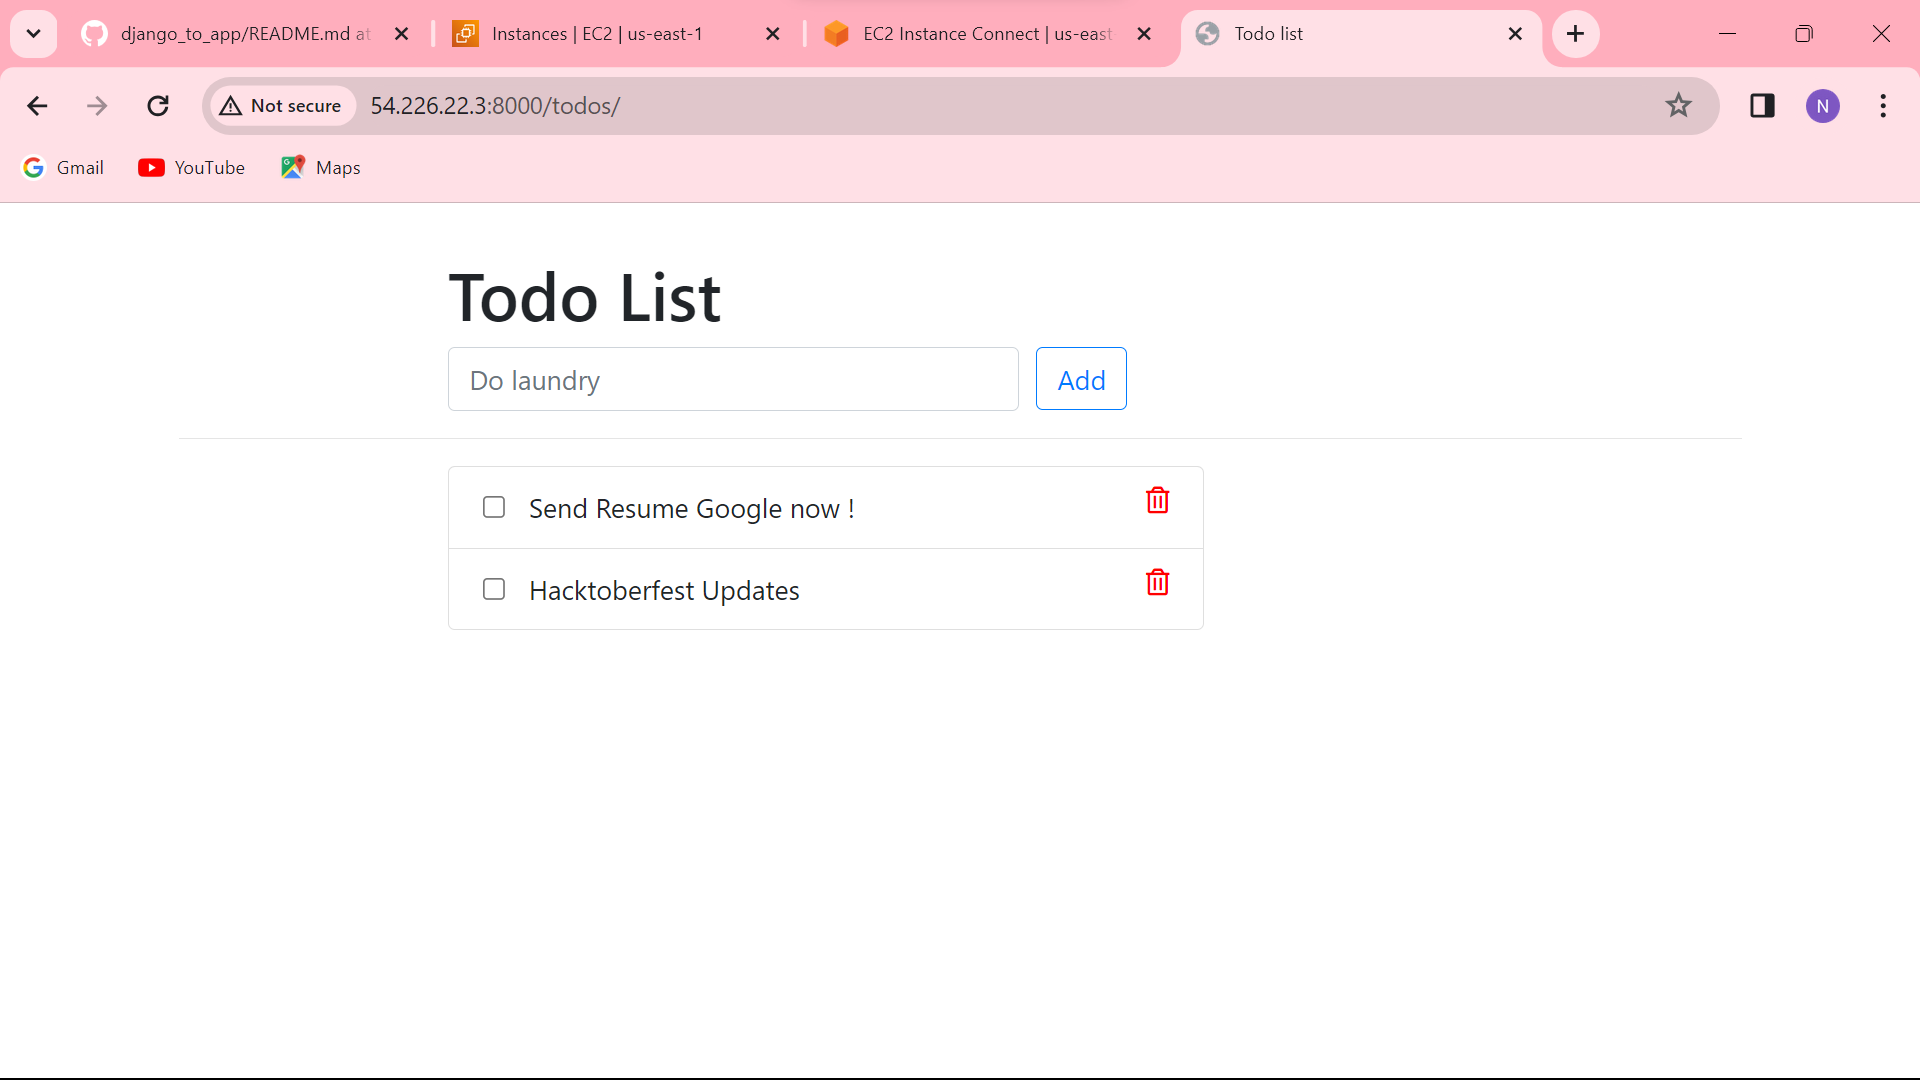 django_to_app/README.md at
Instances | EC2 | us-east-1
EC2 Instance Connect | us-east
Todo list
Not secure
54.226.22.3:8000/todos/
N
Gmail
YouTube
Maps
Todo List
Do laundry
Add
Send Resume Google now !
Hacktoberfest Updates